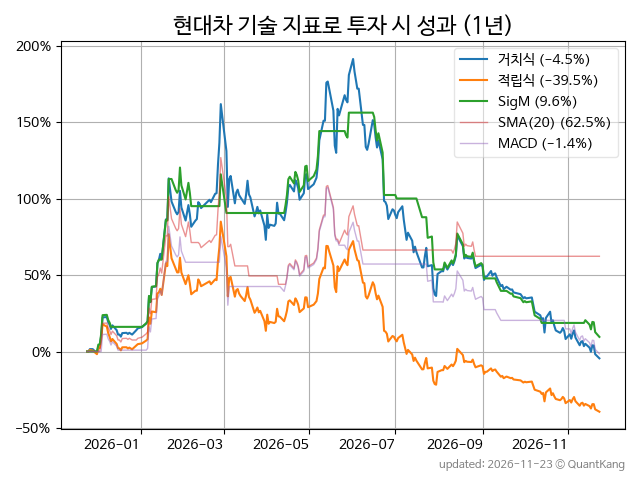 현대차 기술 지표로 투자 시 성과 (1년)
200%
150%
100%
50%
0%
−50%
거치식 (-4.5%)
적립식 (-39.5%)
SigM (9.6%)
SMA(20) (62.5%)
MACD (-1.4%)
2026-01
2026-03
2026-05
2026-07
2026-09
2026-11
updated: 2026-11-23 © QuantKang